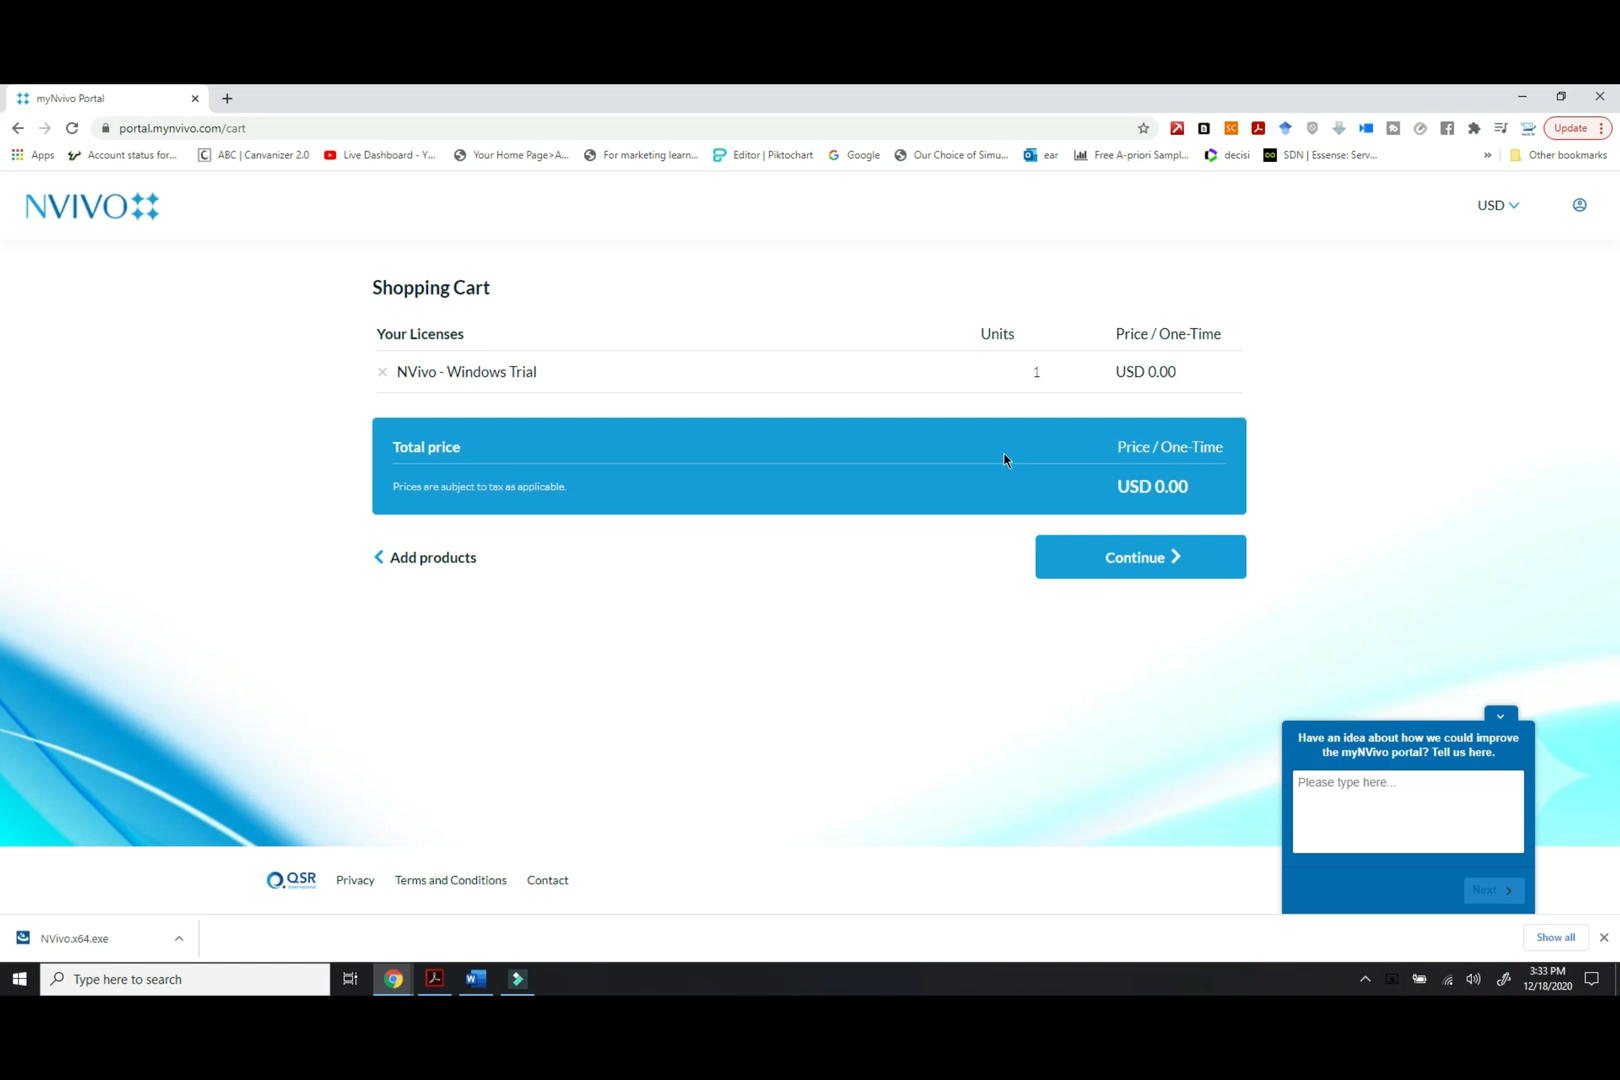 myNvivo Portal
portal.mynvivo.com/cart
Update
Apps
Account status for...
ABC | Canvanizer 2.0
Live Dashboard - Y...
Your Home Page>A...
For marketing learn...
Editor | Piktochart
Google
Our Choice of Simu...
ear
Free A-priori Sampl...
decisi
SDN | Essense: Serv...
»
Other bookmarks
NVIVO
USD
Shopping Cart
Your Licenses Units Price / One-Time
NVivo - Windows Trial 1 USD 0.00
Total price Price / One-Time
Prices are subject to tax as applicable. USD 0.00
Add products
Continue
Have an idea about how we could improve
the myNVivo portal? Tell us here.
Please type here...
Next
QSR International
Privacy
Terms and Conditions
Contact
NVivo.x64.exe
Show all
Type here to search
3:33 PM
12/18/2020